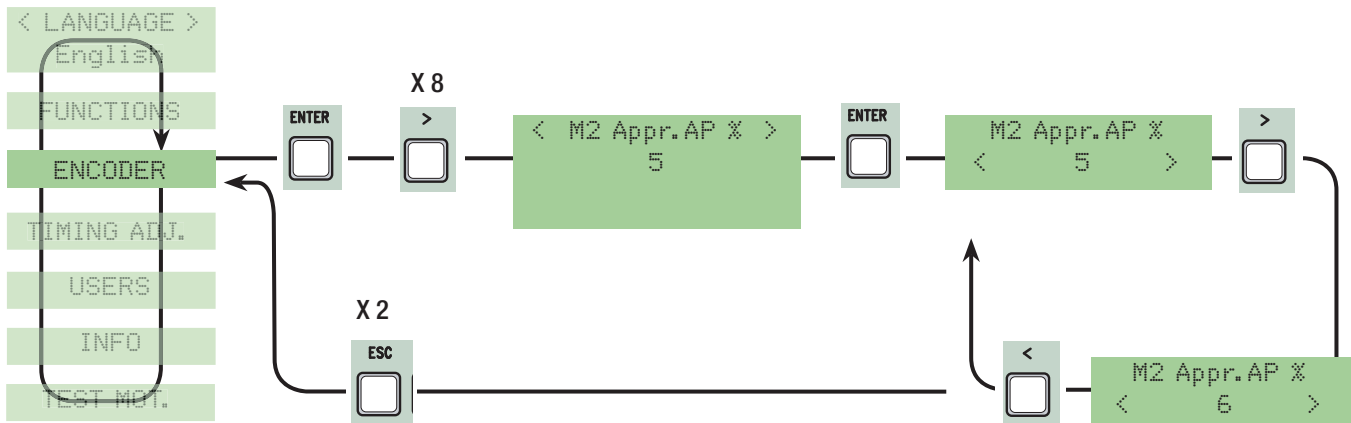 < LANGUAGE >
English
FUNCTIONS
ENCODER
TIMING ADJ.
USERS
INFO
TEST MOT.
ENTER
X 8
>
< M2 Appr.AP % >
5
ENTER
M2 Appr.AP %
< 5 >
>
X 2
ESC
<
M2 Appr.AP %
< 6 >